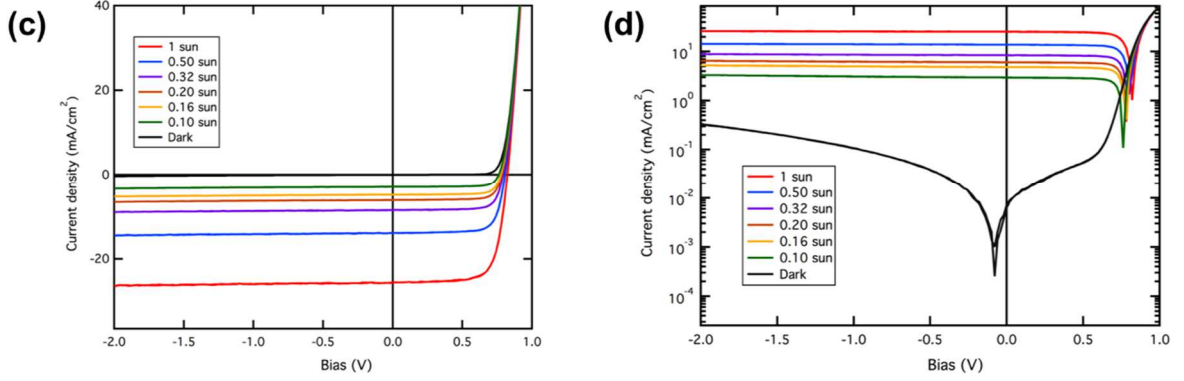 (c)
40
20
0
-20
Current density (mA/cm²)
1 sun
0.50 sun
0.32 sun
0.20 sun
0.16 sun
0.10 sun
Dark
-2.0 -1.5 -1.0 -0.5 0.0 0.5 1.0
Bias (V)
(d)
10¹
10⁰
10⁻¹
10⁻²
10⁻³
10⁻⁴
Current density (mA/cm²)
1 sun
0.50 sun
0.32 sun
0.20 sun
0.16 sun
0.10 sun
Dark
-2.0 -1.5 -1.0 -0.5 0.0 0.5 1.0
Bias (V)